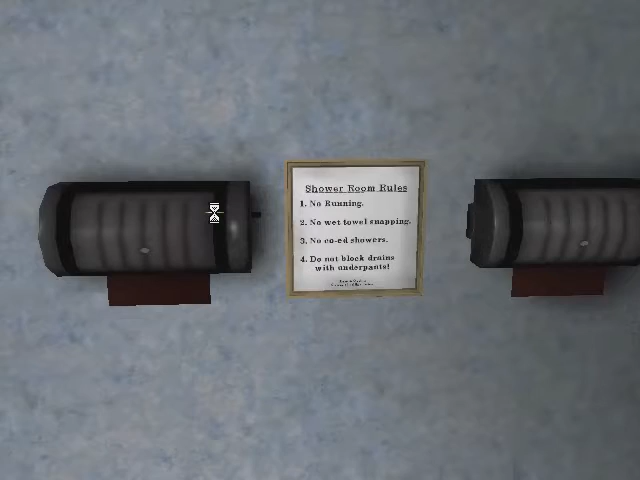 Shower Room Rules
1. No Running.
2. No wet towel snapping.
3. No co-ed showers.
4. Do not block drains
with underpants!